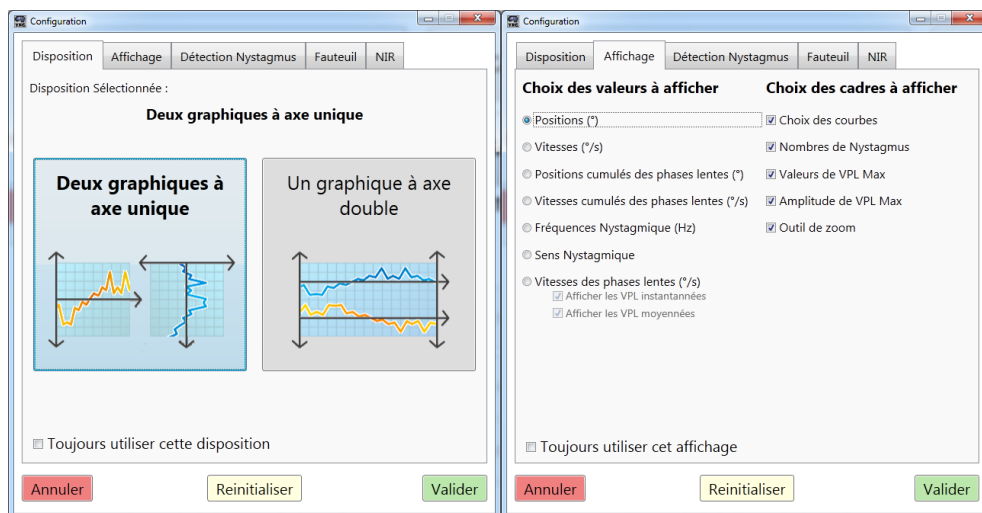 Configuration
Disposition Affichage Détection Nystagmus Fauteuil NIR
Disposition Sélectionnée :
Deux graphiques à axe unique
Deux graphiques à
axe unique
Un graphique à axe
double
Toujours utiliser cette disposition
Annuler Reinitialiser Valider
Configuration
Disposition Affichage Détection Nystagmus Fauteuil NIR
Choix des valeurs à afficher
Positions (°)
Vitesses (°/s)
Positions cumulés des phases lentes (°)
Vitesses cumulés des phases lentes (°/s)
Fréquences Nystagmique (Hz)
Sens Nystagmique
Vitesses des phases lentes (°/s)
Afficher les VPL instantannées
Afficher les VPL moyennées
Choix des cadres à afficher
Choix des courbes
Nombres de Nystagmus
Valeurs de VPL Max
Amplitude de VPL Max
Outil de zoom
Toujours utiliser cet affichage
Annuler Reinitialiser Valider